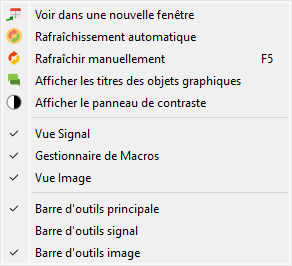 Voir dans une nouvelle fenêtre
Rafraîchissement automatique
Rafraîchir manuellement F5
Afficher les titres des objets graphiques
Afficher le panneau de contraste
Vue Signal
Gestionnaire de Macros
Vue Image
Barre d'outils principale
Barre d'outils signal
Barre d'outils image